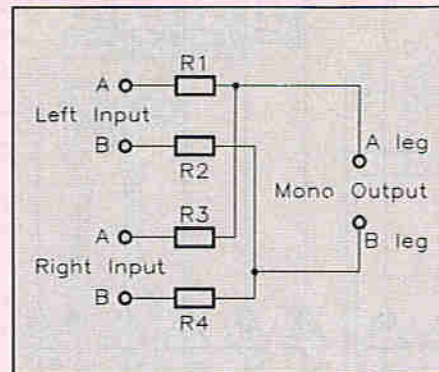 R1
A
Left Input
B
R2
A leg
Mono Output
B leg
R3
A
Right Input
B
R4